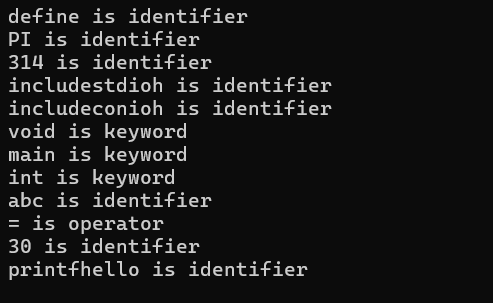 define is identifier
PI is identifier
314 is identifier
includestdioh is identifier
includeconioh is identifier
void is keyword
main is keyword
int is keyword
abc is identifier
= is operator
30 is identifier
printfhello is identifier